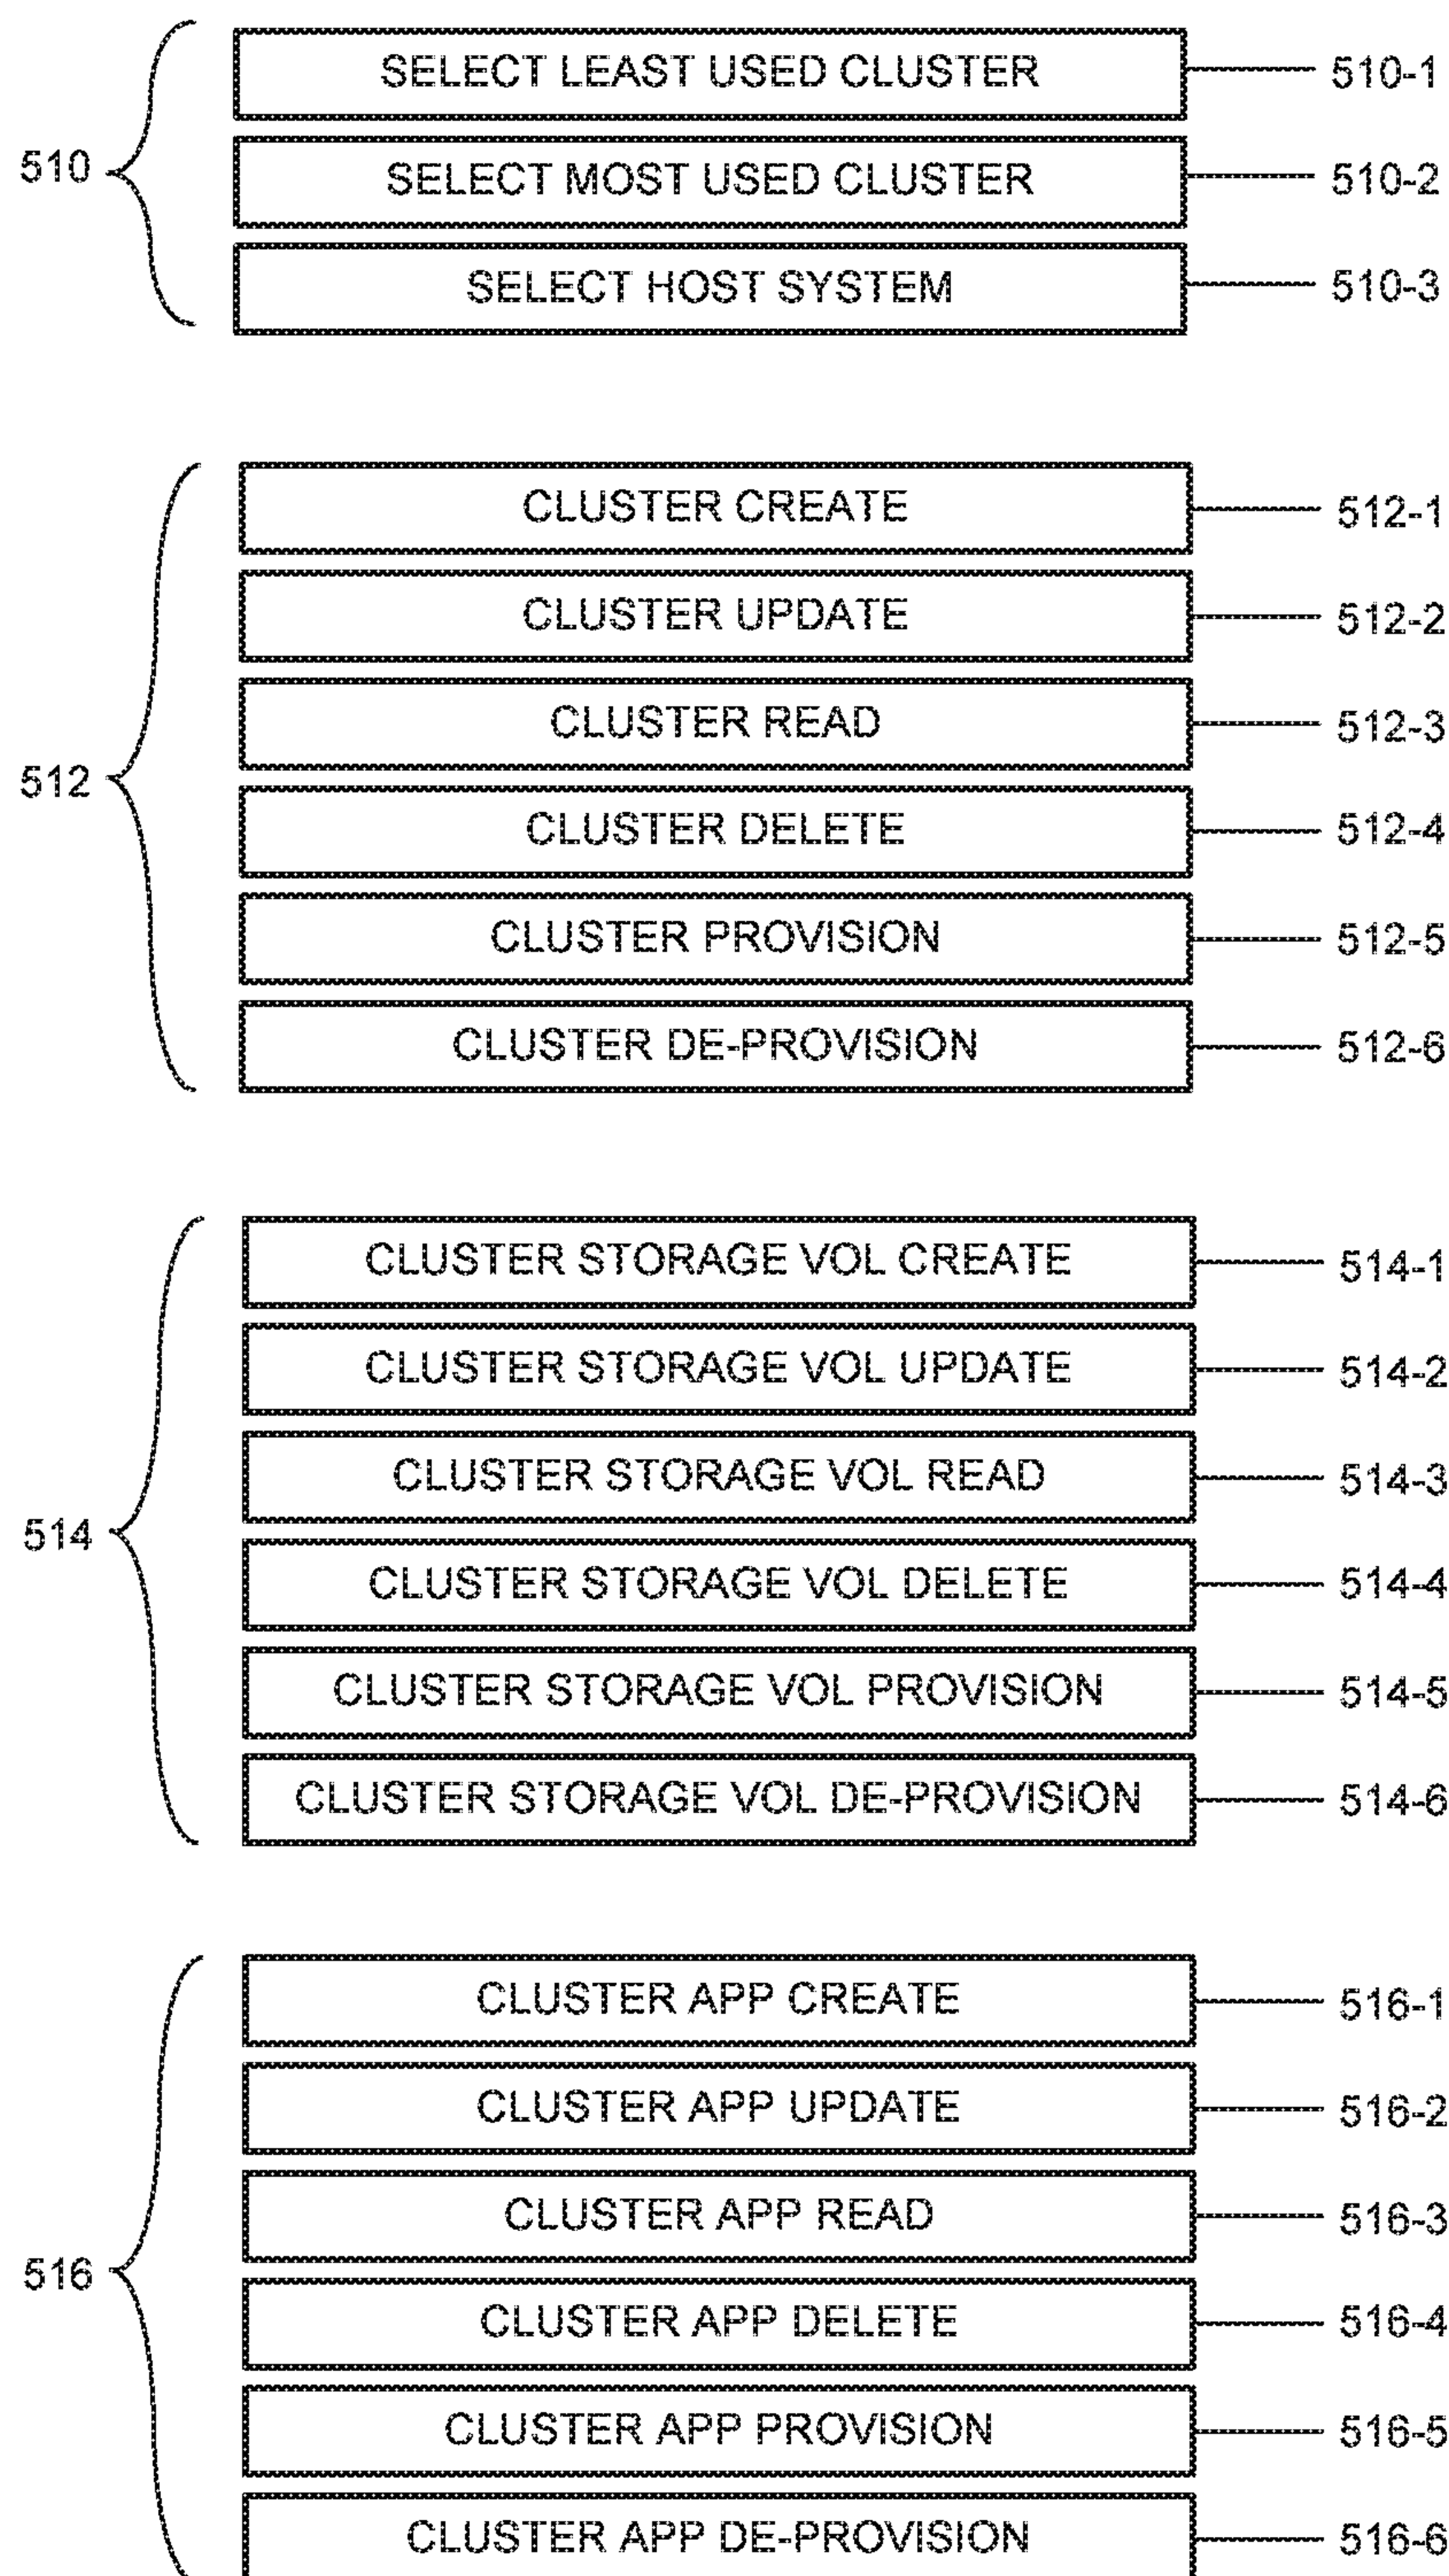 SELECT LEAST USED CLUSTER 510-1
510 SELECT MOST USED CLUSTER 510-2
SELECT HOST SYSTEM 510-3
CLUSTER CREATE 512-1
CLUSTER UPDATE 512-2
CLUSTER READ 512-3
512
CLUSTER DELETE 512-4
CLUSTER PROVISION 512-5
CLUSTER DE-PROVISION 512-6
CLUSTER STORAGE VOL CREATE 514-1
CLUSTER STORAGE VOL UPDATE 514-2
CLUSTER STORAGE VOL READ 514-3
514
CLUSTER STORAGE VOL DELETE 514-4
CLUSTER STORAGE VOL PROVISION 514-5
CLUSTER STORAGE VOL DE-PROVISION 514-6
CLUSTER APP CREATE 516-1
CLUSTER APP UPDATE 516-2
CLUSTER APP READ 516-3
516
CLUSTER APP DELETE 516-4
CLUSTER APP PROVISION 516-5
CLUSTER APP DE-PROVISION 516-6